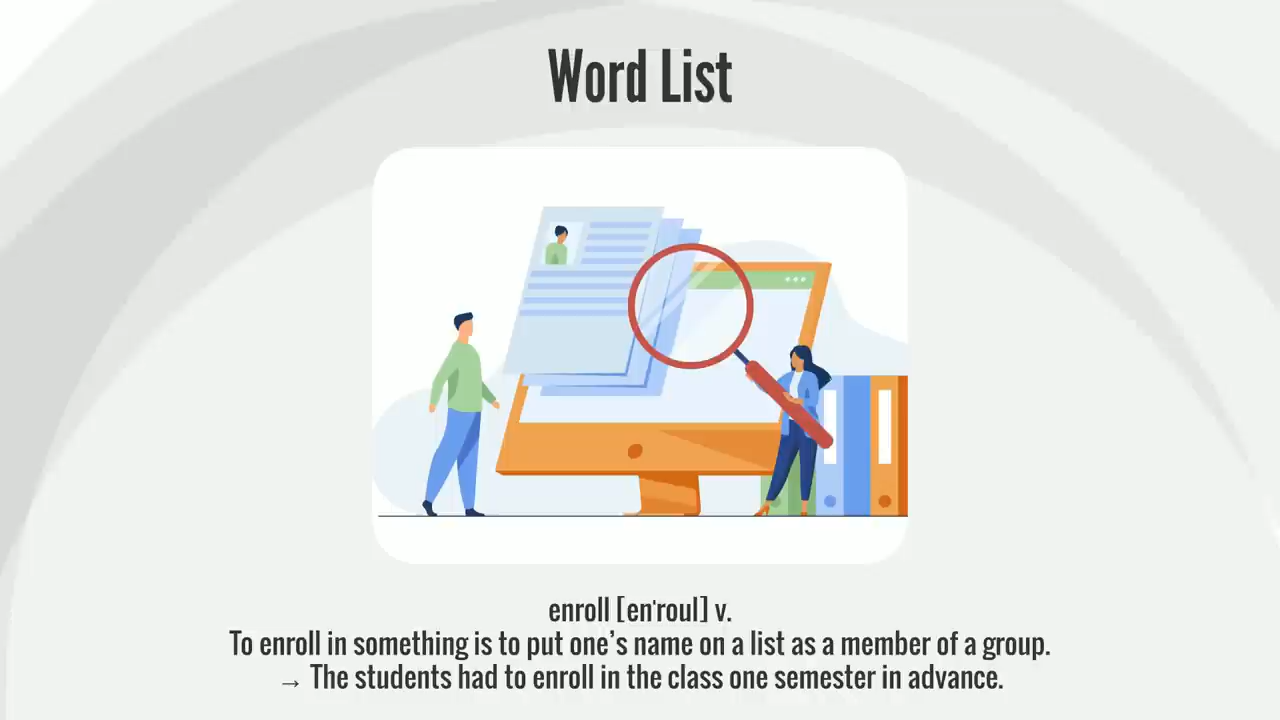 Word List
enroll [en'roul] v.
To enroll in something is to put one’s name on a list as a member of a group.
→ The students had to enroll in the class one semester in advance.